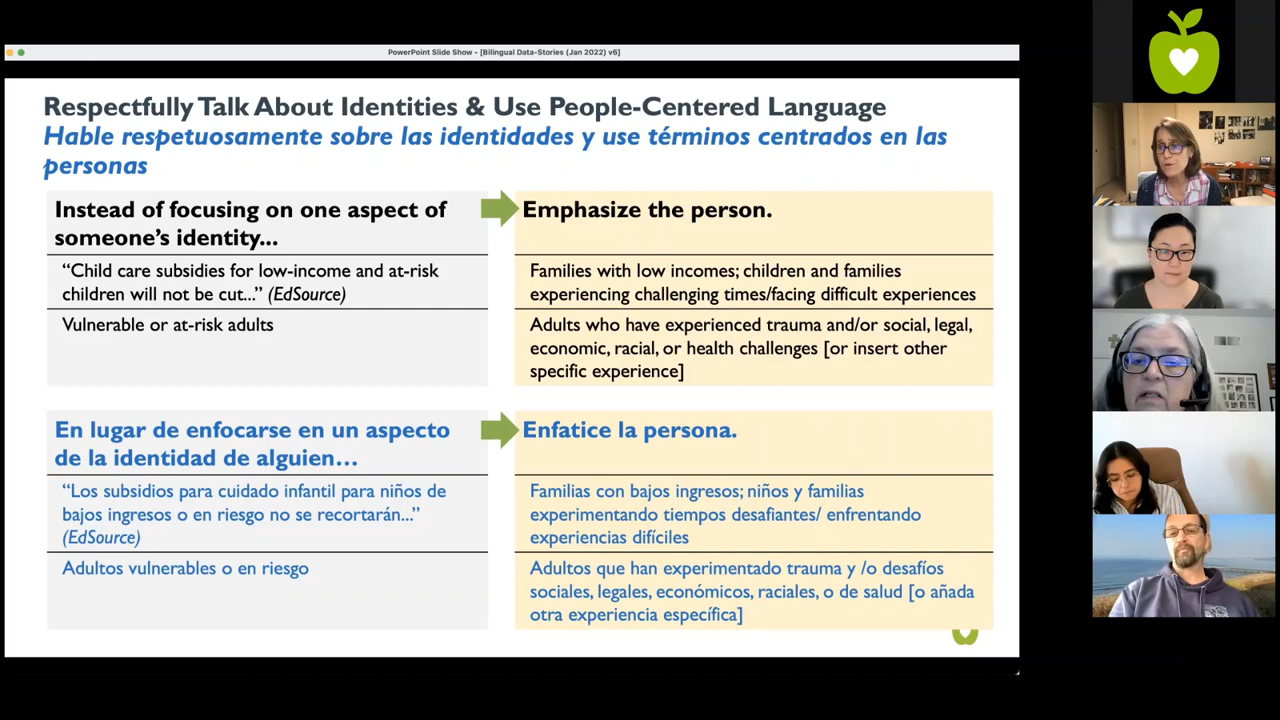 PowerPoint Slide Show - [Bilingual Data-Stories (Jan 2022) v6]
Respectfully Talk About Identities & Use People-Centered Language
Hable respetuosamente sobre las identidades y use términos centrados en las
personas
Instead of focusing on one aspect of
someone’s identity...
Emphasize the person.
“Child care subsidies for low-income and at-risk
children will not be cut...” (EdSource)
Families with low incomes; children and families
experiencing challenging times/facing difficult experiences
Vulnerable or at-risk adults
Adults who have experienced trauma and/or social, legal,
economic, racial, or health challenges [or insert other
specific experience]
En lugar de enfocarse en un aspecto
de la identidad de alguien…
Enfatice la persona.
“Los subsidios para cuidado infantil para niños de
bajos ingresos o en riesgo no se recortarán...”
(EdSource)
Familias con bajos ingresos; niños y familias
experimentando tiempos desafiantes/ enfrentando
experiencias difíciles
Adultos vulnerables o en riesgo
Adultos que han experimentado trauma y /o desafíos
sociales, legales, económicos, raciales, o de salud [o añada
otra experiencia específica]